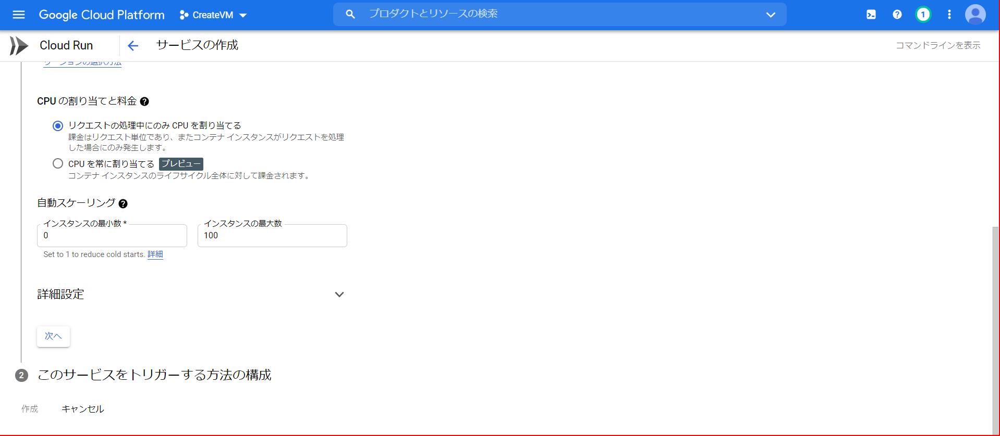 Google Cloud Platform
CreateVM
プロダクトとリソースの検索
?
1
Cloud Run
サービスの作成
コマンドラインを表示
リージョンの選択方法
CPU の割り当てと料金 ?
リクエストの処理中にのみ CPU を割り当てる
課金はリクエスト単位であり、またコンテナ インスタンスがリクエストを処理
した場合にのみ発生します。
CPU を常に割り当てる プレビュー
コンテナ インスタンスのライフサイクル全体に対して課金されます。
自動スケーリング ?
インスタンスの最小数 *
0
インスタンスの最大数
100
Set to 1 to reduce cold starts. 詳細
詳細設定
次へ
2 このサービスをトリガーする方法の構成
作成
キャンセル